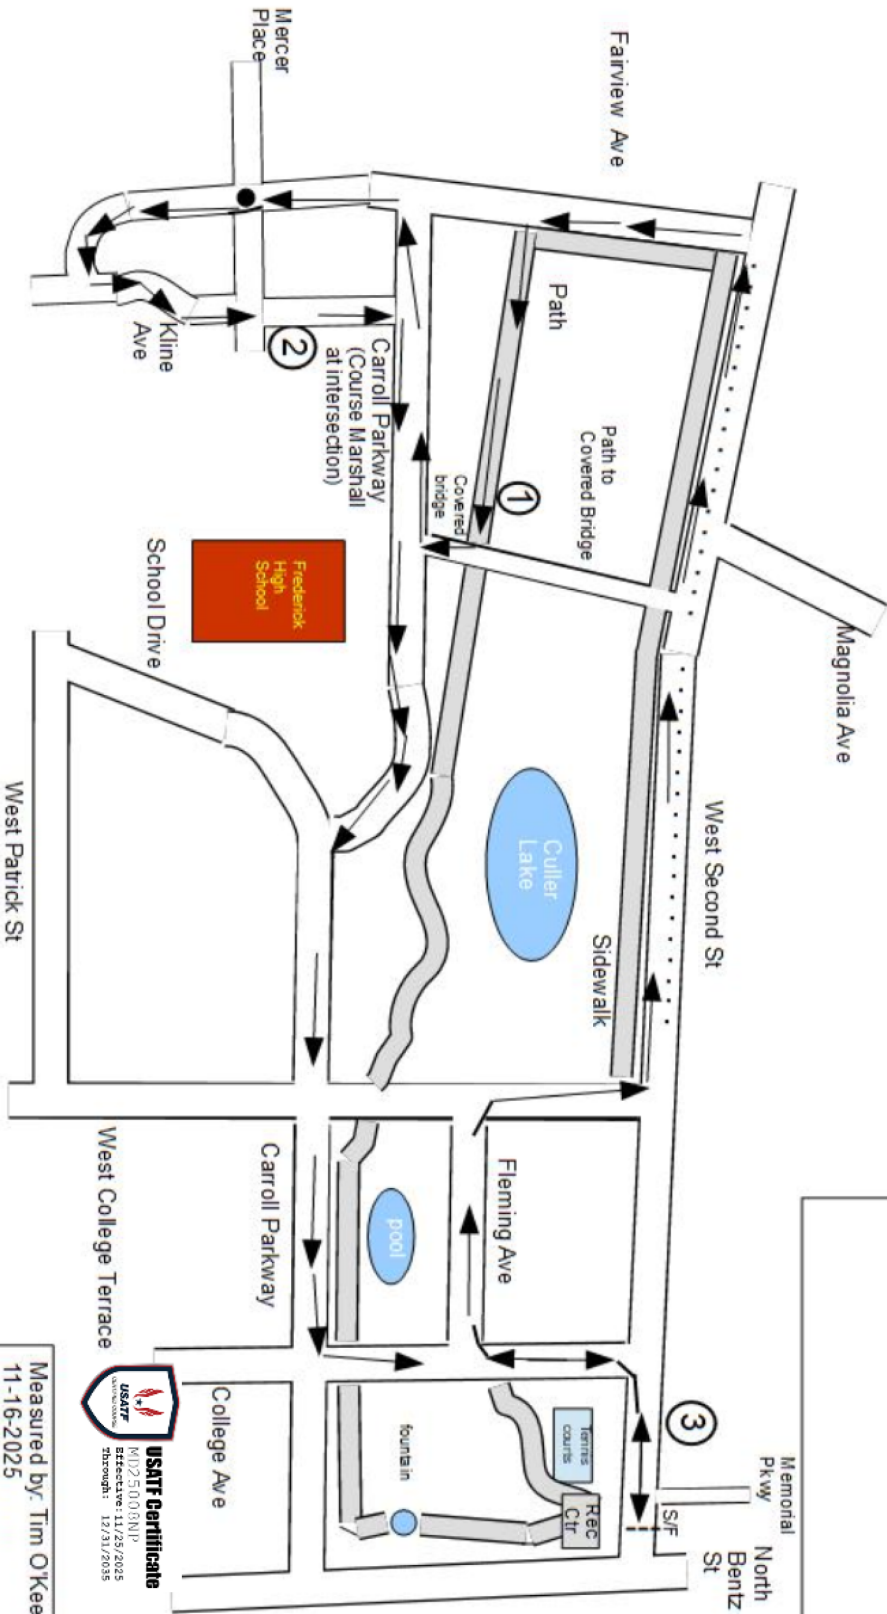 Mercer
Place
Fairview Ave
Path
Path to
Covered Bridge
Kline
Ave
2
Carroll Parkway
(Course Marshall
at intersection)
Covered
bridge
1
Magnolia Ave
School Drive
Frederick
High
School
West Patrick St
Culler
Lake
Sidewalk
West Second St
West College Terrace
Carroll Parkway
pool
Fleming Ave
College Ave
fountain
Tennis
courts
Rec
Ctr
3
S/F
Memorial
Pkwy
North
Bentz
St
USATF
USATF Certificate
MD25008NP
Effective: 11/25/2025
Through: 12/31/2035
Measured by: Tim O'Kee
11-16-2025